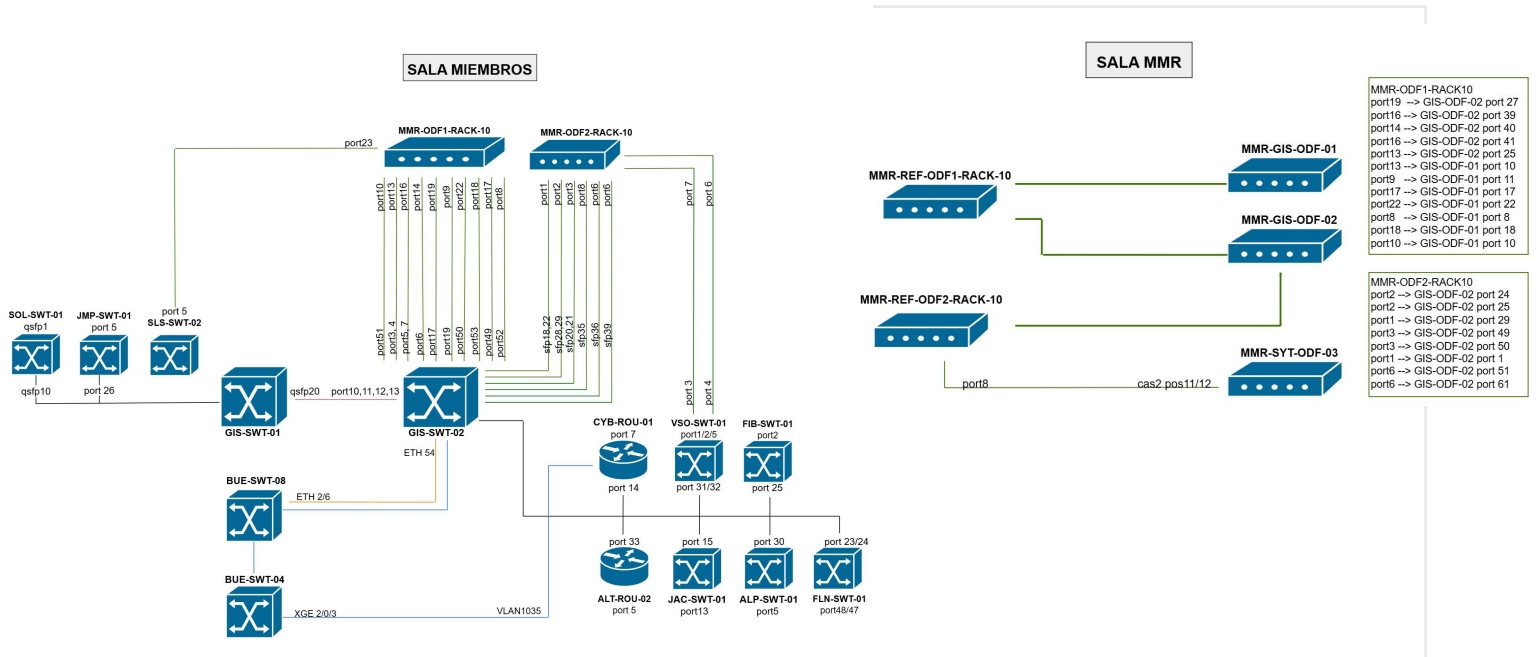 SALA MIEMBROS
SALA MMR
MMR-ODF1-RACK-10
MMR-ODF2-RACK-10
port23
port10
port13
port16
port14
port19
port9
port22
port18
port17
port8
port1
port2
port3
port8
port6
port6
port 7
port 6
port51
port3, 4
port5, 7
port6
port17
port19
port50
port53
port49
port52
sfp18,22
sfp28,29
sfp20,21
sfp35
sfp36
sfp39
port 3
port 4
SOL-SWT-01
qsfp1
qsfp10
JMP-SWT-01
port 5
port 26
port 5
SLS-SWT-02
GIS-SWT-01
qsfp20
port10,11,12,13
GIS-SWT-02
ETH 54
BUE-SWT-08
ETH 2/6
BUE-SWT-04
XGE 2/0/3
VLAN1035
CYB-ROU-01
port 7
port 14
VSO-SWT-01
port1/2/5
port 31/32
FIB-SWT-01
port2
port 25
port 33
ALT-ROU-02
port 5
port 15
JAC-SWT-01
port13
port 30
ALP-SWT-01
port5
port 23/24
FLN-SWT-01
port48/47
MMR-REF-ODF1-RACK-10
MMR-GIS-ODF-01
MMR-GIS-ODF-02
MMR-REF-ODF2-RACK-10
MMR-SYT-ODF-03
port8
cas2 pos11/12
MMR-ODF1-RACK10
port19 --> GIS-ODF-02 port 27
port16 --> GIS-ODF-02 port 39
port14 --> GIS-ODF-02 port 40
port16 --> GIS-ODF-02 port 41
port13 --> GIS-ODF-02 port 25
port13 --> GIS-ODF-01 port 10
port9 --> GIS-ODF-01 port 11
port17 --> GIS-ODF-01 port 17
port22 --> GIS-ODF-01 port 22
port8 --> GIS-ODF-01 port 8
port18 --> GIS-ODF-01 port 18
port10 --> GIS-ODF-01 port 10
MMR-ODF2-RACK10
port2 --> GIS-ODF-02 port 24
port2 --> GIS-ODF-02 port 25
port1 --> GIS-ODF-02 port 29
port3 --> GIS-ODF-02 port 49
port3 --> GIS-ODF-02 port 50
port1 --> GIS-ODF-02 port 1
port6 --> GIS-ODF-02 port 51
port6 --> GIS-ODF-02 port 61